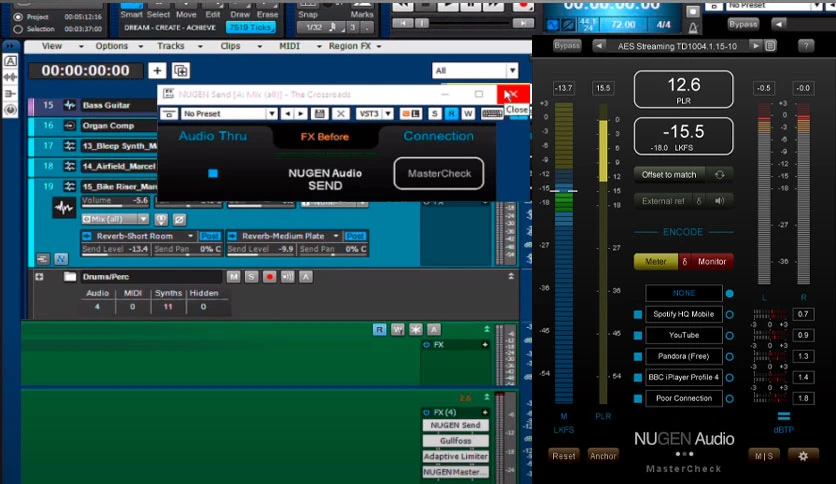 Project
00:05:12:16
Selection
00:03:37:00
Smart Select Move Edit Draw Erase
DREAM - CREATE - ACHIEVE
7519 Ticks
Snap
Marks
1/32
3
View Options Tracks Clips MIDI Region FX
00:00:00:00
All
15 Bass Guitar
16 Organ Comp
17 13_Bleep Synth_M
18 14_Airfield_Marcel
19 15_Bike Riser_Man
Volume -5.6
Mix (all)
Reverb-Short Room
Post
Reverb-Medium Plate
Post
Send Level -13.4 Send Pan 0% C
Send Level -9.9 Send Pan 0% C
FX
NUGEN Send [A: Mix (all)] - The Crossroads
Close
No Preset
VST3
L
S
R
W
Audio Thru
FX Before
Connection
NUGEN Audio
SEND
MasterCheck
Drums/Perc
M
S
A
Audio MIDI Synths Hidden
4 0 11 0
R
W
A
FX
2.6
FX (4)
NUGEN Send
Gullfoss
Adaptive Limiter
NUGENMaster...
72.00
4/4
No Preset
Bypass
Bypass
AES Streaming TD1004.1.15-10
?
-13.7
15.5
12.6
PLR
-15.5
-18.0 LKFS
-0.5
-0.0
Offset to match
External ref
δ
ENCODE
Meter
δ
Monitor
NONE
Spotify HQ Mobile
0.7
YouTube
0.9
Pandora (Free)
1.3
BBC iPlayer Profile 4
1.4
Poor Connection
1.8
L
R
M
LKFS
PLR
dBTP
Reset
Anchor
NUGEN Audio
MasterCheck
M|S